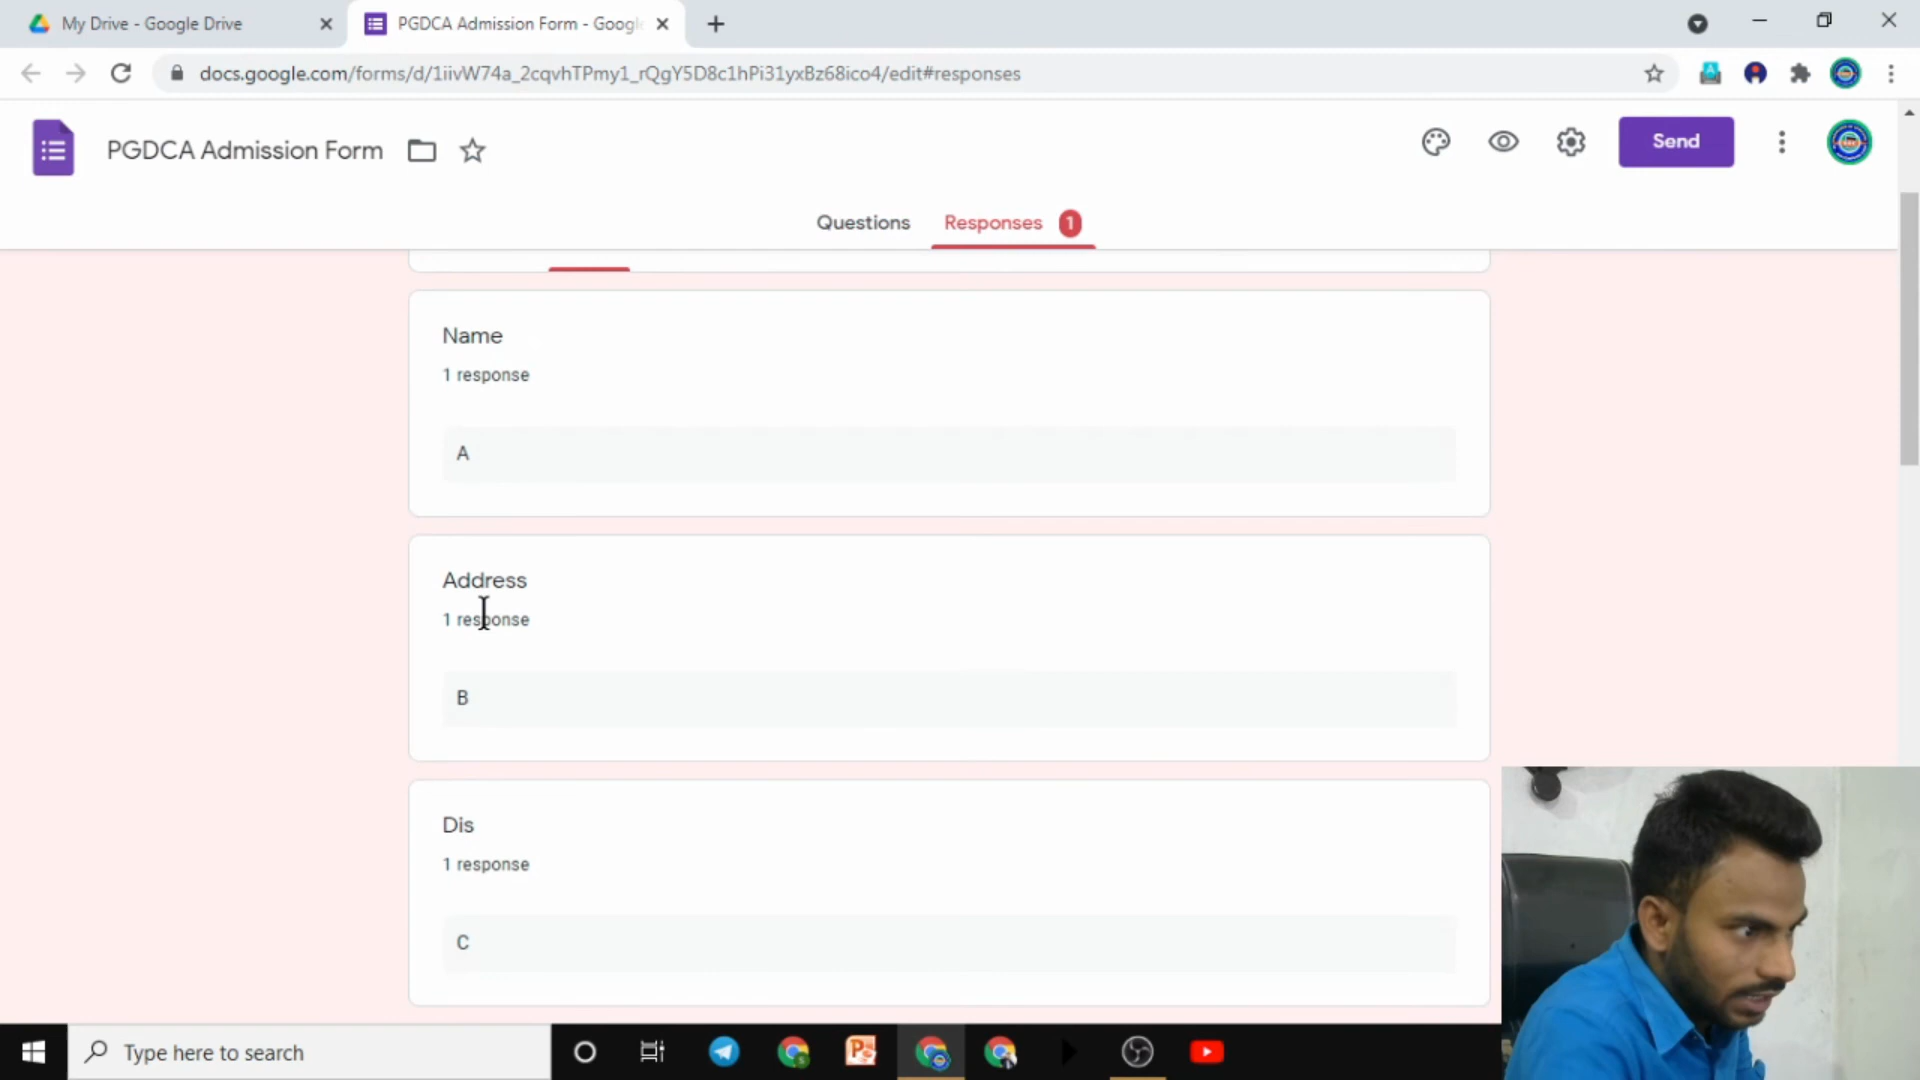 My Drive - Google Drive
PGDCA Admission Form - Googl
docs.google.com/forms/d/1iivW74a_2cqvhTPmy1_rQgY5D8c1hPi31yxBz68ico4/edit#responses
PGDCA Admission Form
Send
Questions
Responses 1
Name
1 response
A
Address
1 response
B
Dis
1 response
C
Type here to search